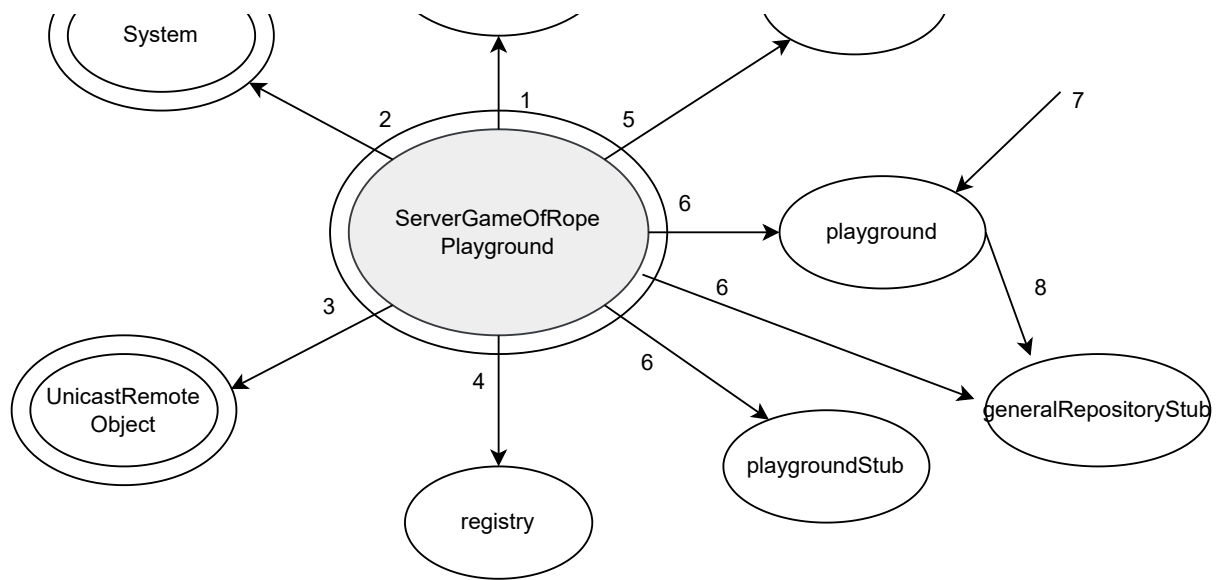 System
1
2
5
7
ServerGameOfRope
Playground
6
playground
6
8
3
UnicastRemote
Object
4
6
generalRepositoryStub
playgroundStub
registry